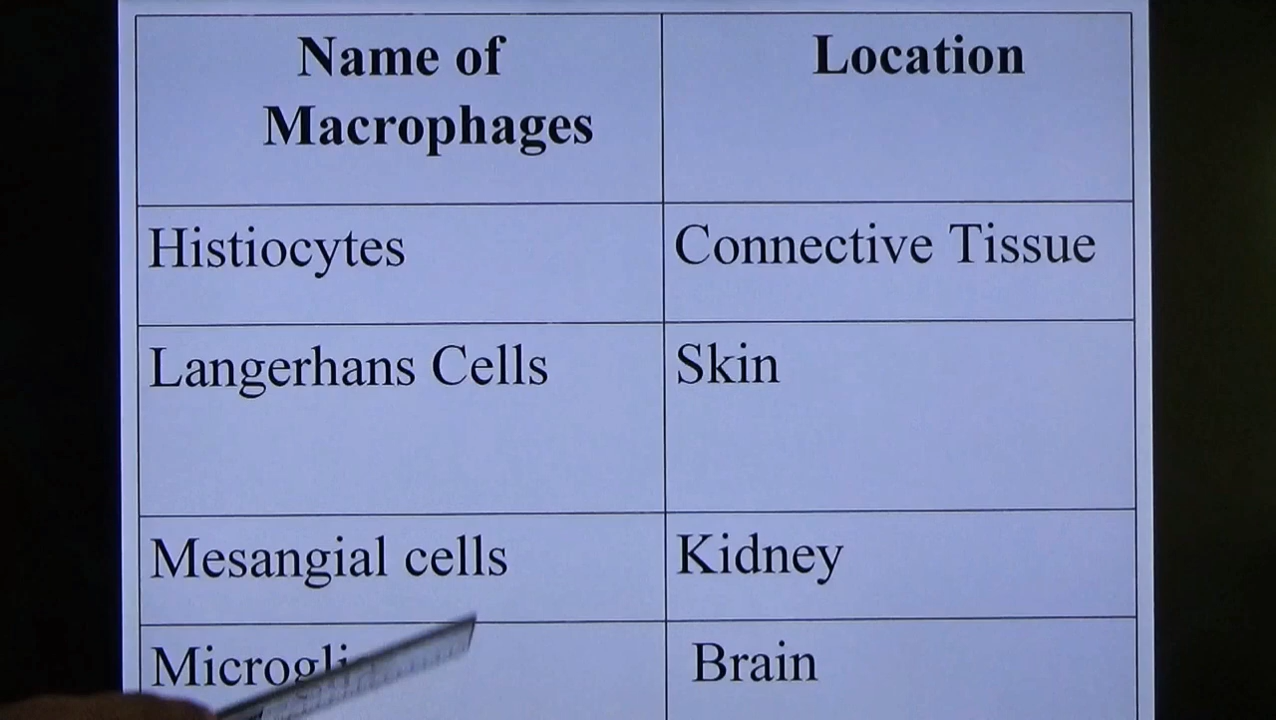 Name of
Macrophages
Location
Histiocytes
Connective Tissue
Langerhans Cells
Skin
Mesangial cells
Kidney
Brain